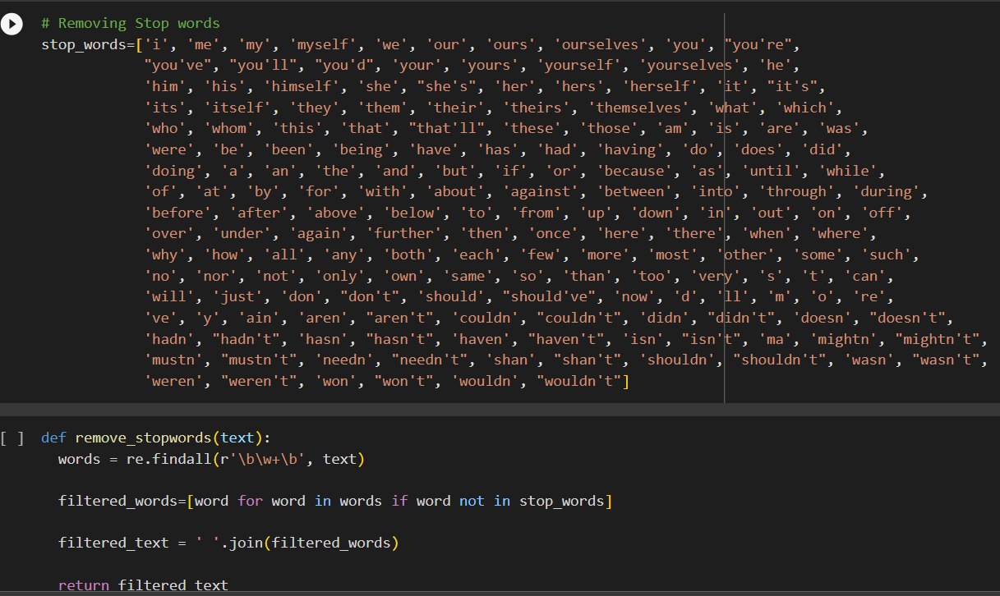 # Removing Stop words
stop_words=['i', 'me', 'my', 'myself', 'we', 'our', 'ours', 'ourselves', 'you', "you're",
"you've", "you'll", "you'd", 'your', 'yours', 'yourself', 'yourselves', 'he',
'him', 'his', 'himself', 'she', "she's", 'her', 'hers', 'herself', 'it', "it's",
'its', 'itself', 'they', 'them', 'their', 'theirs', 'themselves', 'what', 'which',
'who', 'whom', 'this', 'that', "that'll", 'these', 'those', 'am', 'is', 'are', 'was',
'were', 'be', 'been', 'being', 'have', 'has', 'had', 'having', 'do', 'does', 'did',
'doing', 'a', 'an', 'the', 'and', 'but', 'if', 'or', 'because', 'as', 'until', 'while',
'of', 'at', 'by', 'for', 'with', 'about', 'against', 'between', 'into', 'through', 'during',
'before', 'after', 'above', 'below', 'to', 'from', 'up', 'down', 'in', 'out', 'on', 'off',
'over', 'under', 'again', 'further', 'then', 'once', 'here', 'there', 'when', 'where',
'why', 'how', 'all', 'any', 'both', 'each', 'few', 'more', 'most', 'other', 'some', 'such',
'no', 'nor', 'not', 'only', 'own', 'same', 'so', 'than', 'too', 'very', 's', 't', 'can',
'will', 'just', 'don', "don't", 'should', "should've", 'now', 'd', 'll', 'm', 'o', 're',
've', 'y', 'ain', 'aren', "aren't", 'couldn', "couldn't", 'didn', "didn't", 'doesn', "doesn't",
'hadn', "hadn't", 'hasn', "hasn't", 'haven', "haven't", 'isn', "isn't", 'ma', 'mightn', "mightn't",
'mustn', "mustn't", 'needn', "needn't", 'shan', "shan't", 'shouldn', "shouldn't", 'wasn', "wasn't",
'weren', "weren't", 'won', "won't", 'wouldn', "wouldn't"]
[ ] def remove_stopwords(text):
words = re.findall(r'\b\w+\b', text)
filtered_words=[word for word in words if word not in stop_words]
filtered_text = ' '.join(filtered_words)
return filtered_text